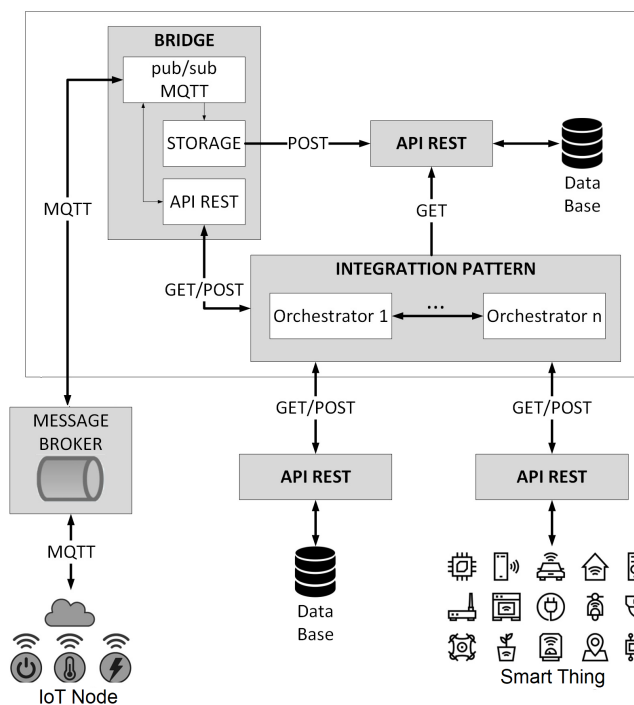 BRIDGE
pub/sub
MQTT
STORAGE
POST
API REST
Data
Base
API REST
MQTT
GET
GET/POST
INTEGRATTION PATTERN
Orchestrator 1
...
Orchestrator n
MESSAGE
BROKER
GET/POST
GET/POST
API REST
API REST
MQTT
Data
Base
IoT Node
Smart Thing